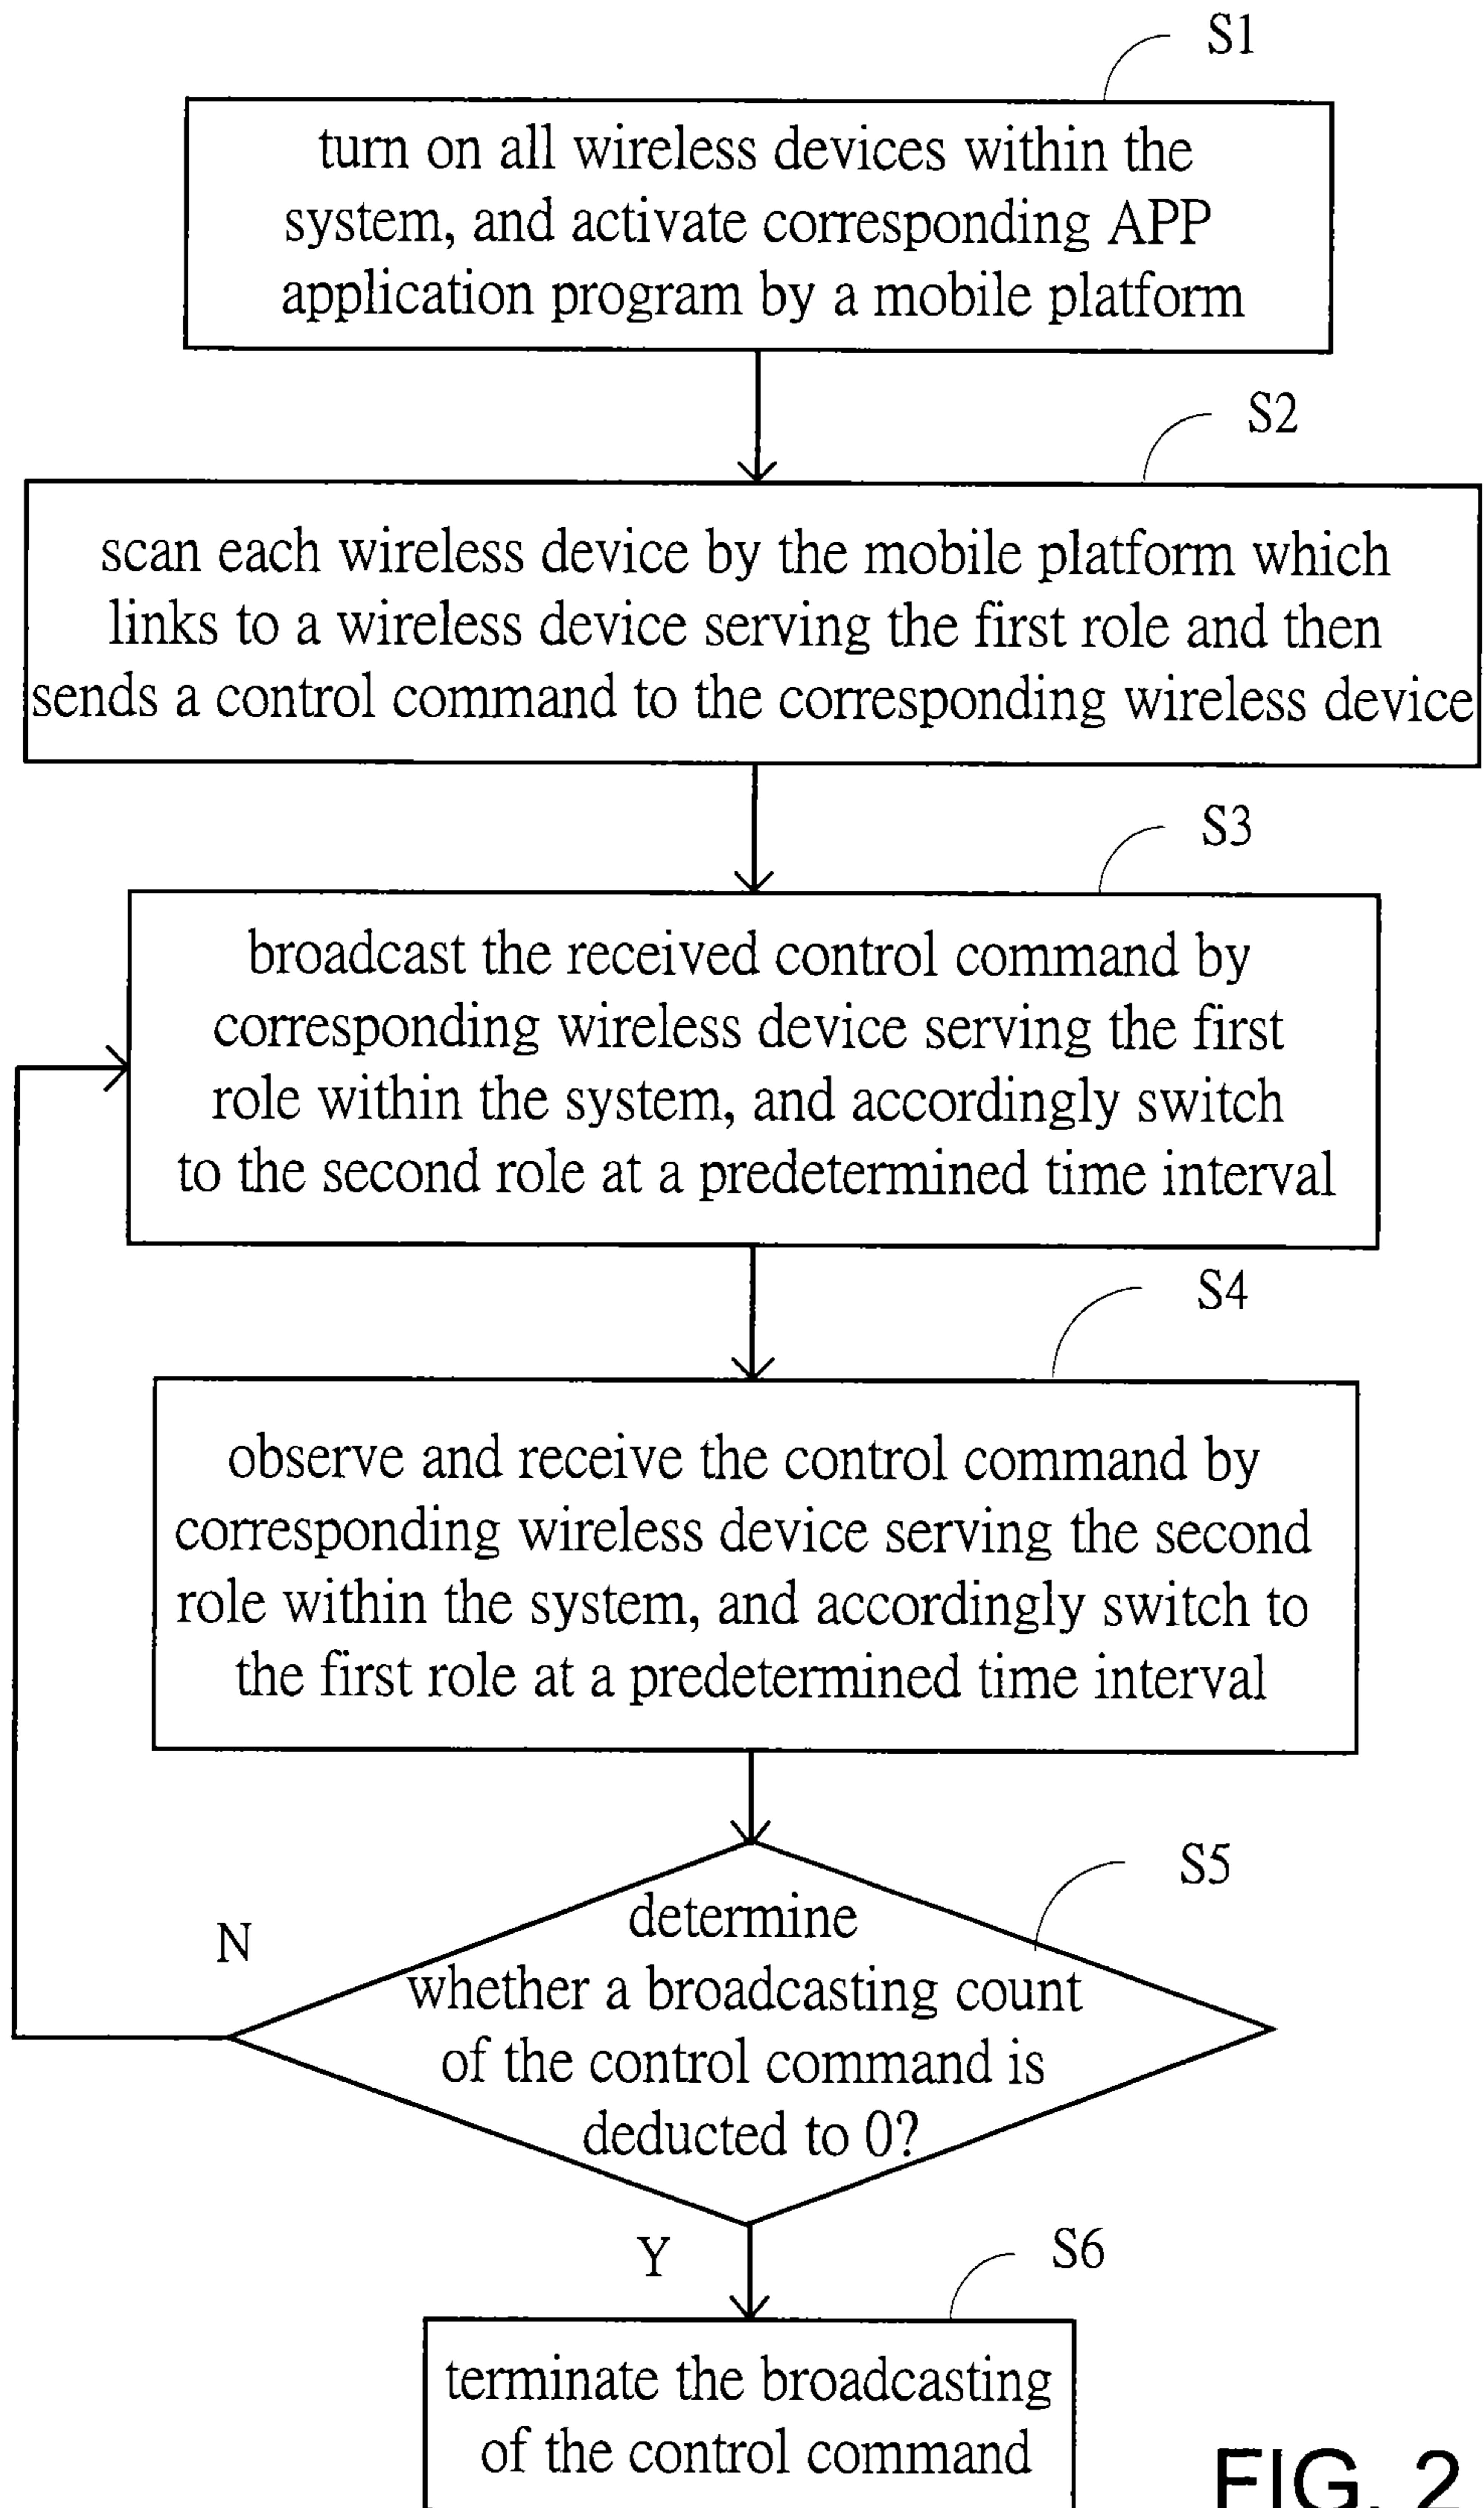 S1
turn on all wireless devices within the
system, and activate corresponding APP
application program by a mobile platform
S2
scan each wireless device by the mobile platform which
links to a wireless device serving the first role and then
sends a control command to the corresponding wireless device
S3
broadcast the received control command by
corresponding wireless device serving the first
role within the system, and accordingly switch
to the second role at a predetermined time interval
S4
observe and receive the control command by
corresponding wireless device serving the second
role within the system, and accordingly switch to
the first role at a predetermined time interval
S5
N
determine
whether a broadcasting count
of the control command is
deducted to 0?
Y
S6
terminate the broadcasting
of the control command
FIG. 2